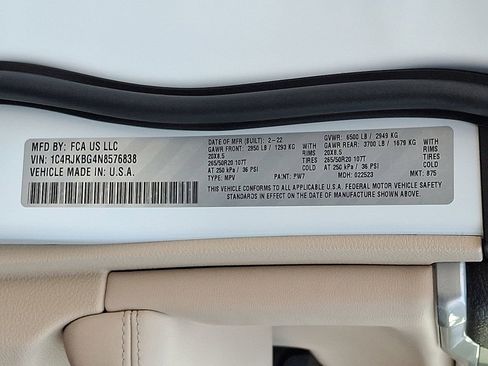 MFD BY: FCA US LLC
VIN: 1C4RJKBG4N8576838
VEHICLE MADE IN: U.S.A.
DATE OF MFR (BUILT): 2-22
GAWR FRONT: 2850 LB / 1293 KG
WITH
20X8.5
RIMS
265/50R20 107T
TIRES
AT 250 kPa / 36 PSI
TYPE: MPV
PAINT: PW7
GVWR: 6500 LB / 2949 KG
GAWR REAR: 3700 LB / 1679 KG
WITH
20X8.5
RIMS
265/50R20 107T
TIRES
AT 250 kPa / 36 PSI
MDH: 022523
MKT: 875
THIS VEHICLE CONFORMS TO ALL APPLICABLE U.S.A. FEDERAL MOTOR VEHICLE SAFETY
STANDARDS IN EFFECT ON THE DATE OF MANUFACTURE SHOWN ABOVE.